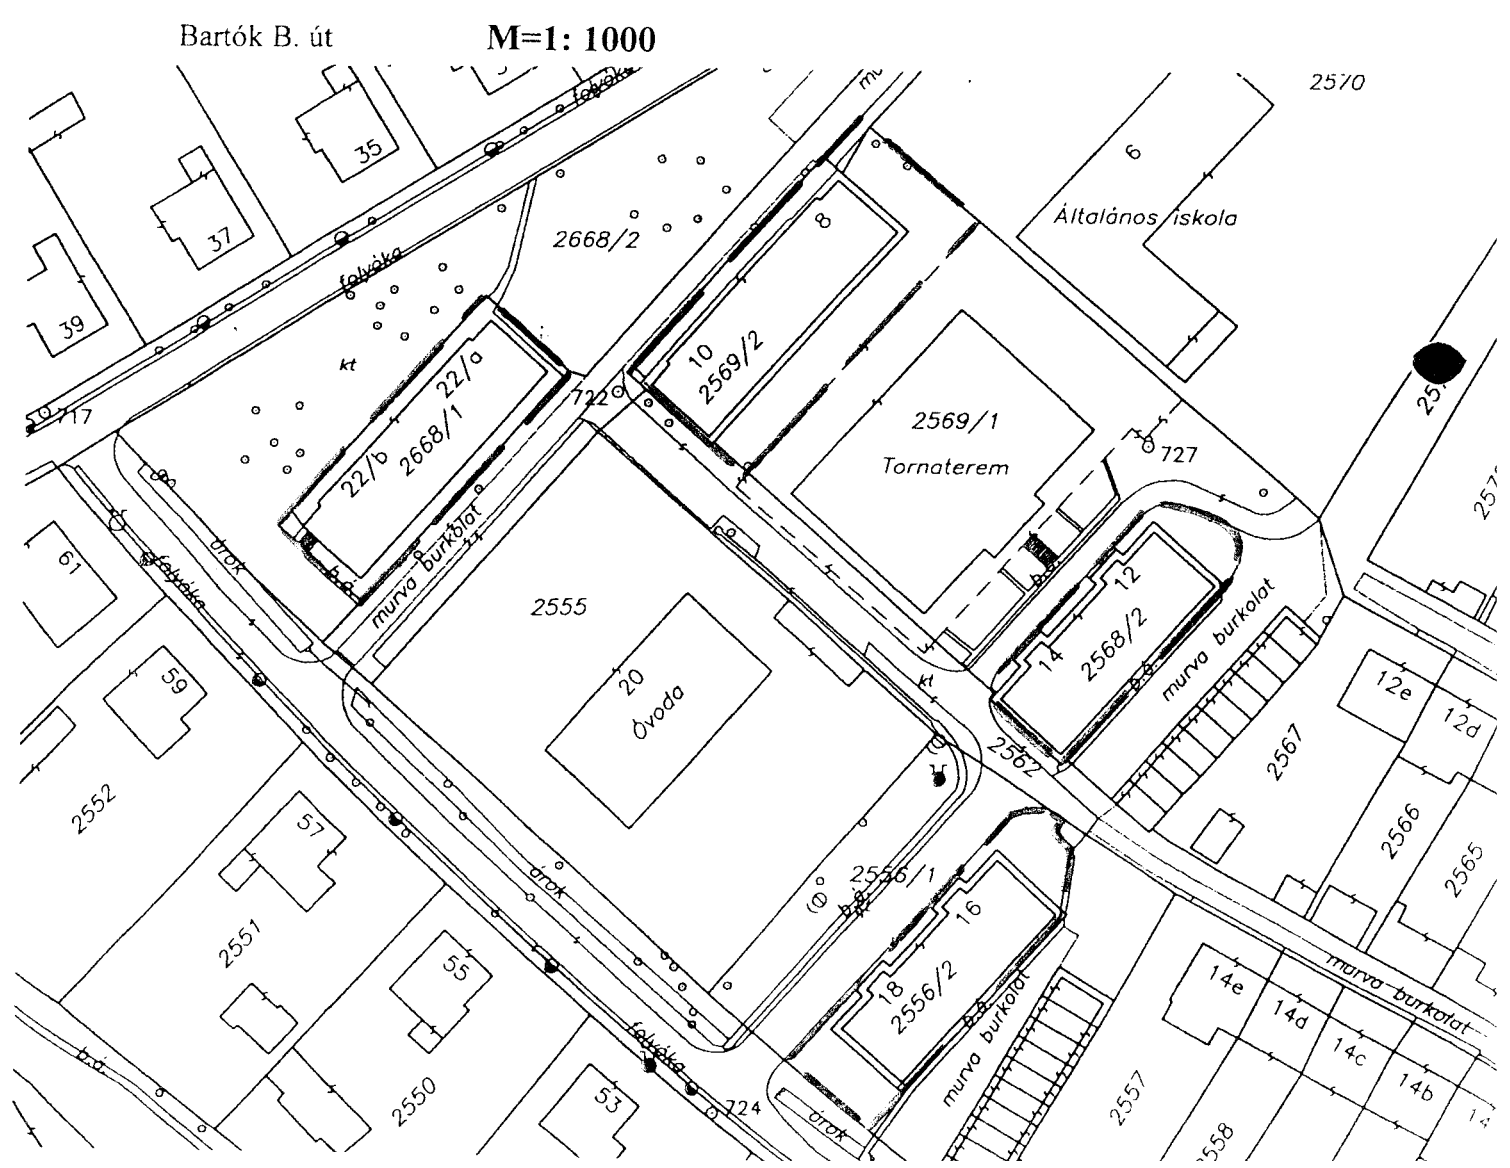 Bartók B. út
M=1: 1000
2570
35
6
37
Általános iskola
8
2668/2
folyóka
39
kt
10
2569/2
22/a
717
722
2668/1
2569/1
22/b
727
Tornaterem
murva burkolat
61
árok
folyóka
b.ú.
2555
12
14
2568/2
murva burkolat
59
20
Óvoda
kt
12e
12d
2562
2567
2552
57
2566
2565
árok
2556/1
16
2551
55
18
2556/2
murva burkolat
murva burkolat
14e
14d
14c
14b
folyóka
b.ú.
2550
53
724
árok
2557
2558